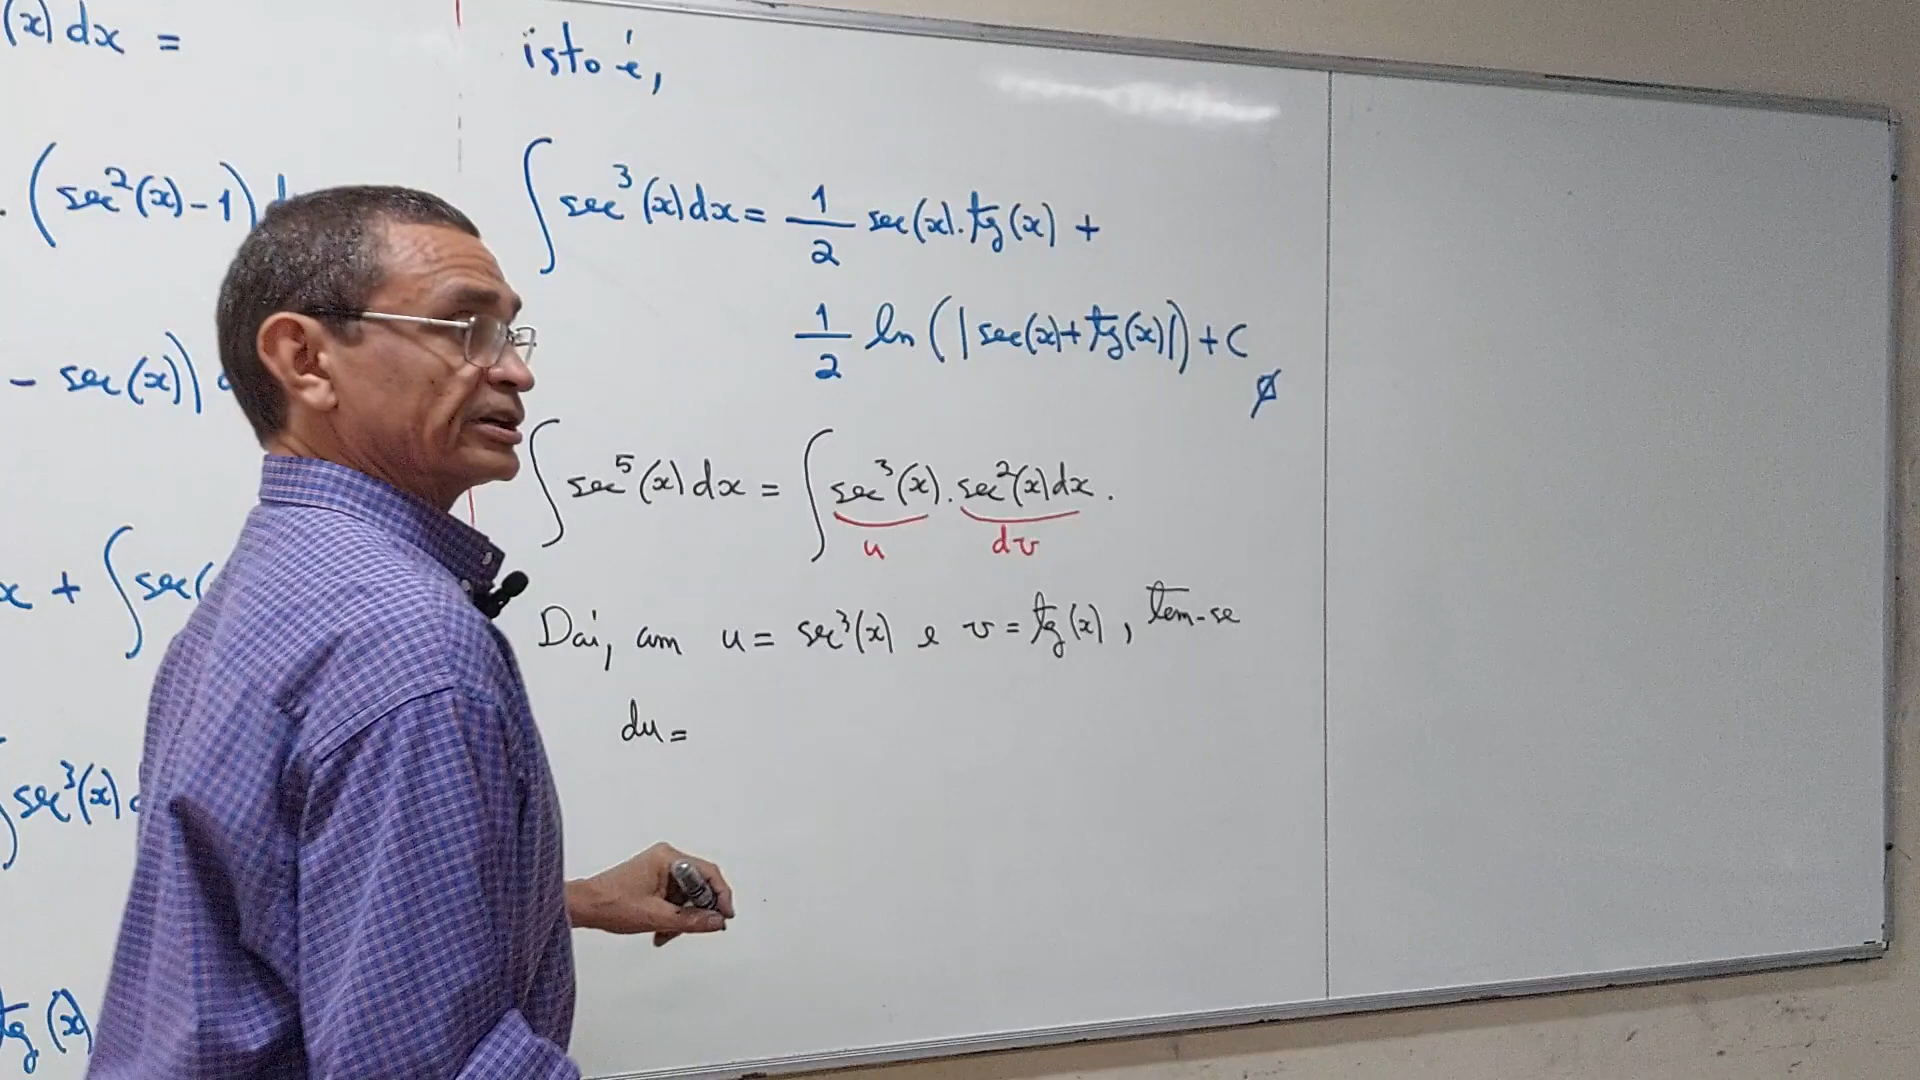 (x) dx =
. (sec²(x) - 1)
- sec(x))
x + ∫ sec(
∫ sec³(x)
tg(x)
isto é,
∫ sec³(x) dx = 1/2 sec(x).tg(x) +
1/2 ln(|sec(x)+tg(x)|) + C
∫ sec⁵(x) dx = ∫ sec³(x) . sec²(x) dx .
u dv
Daí, com u = sec³(x) e v = tg(x), tem-se
du =